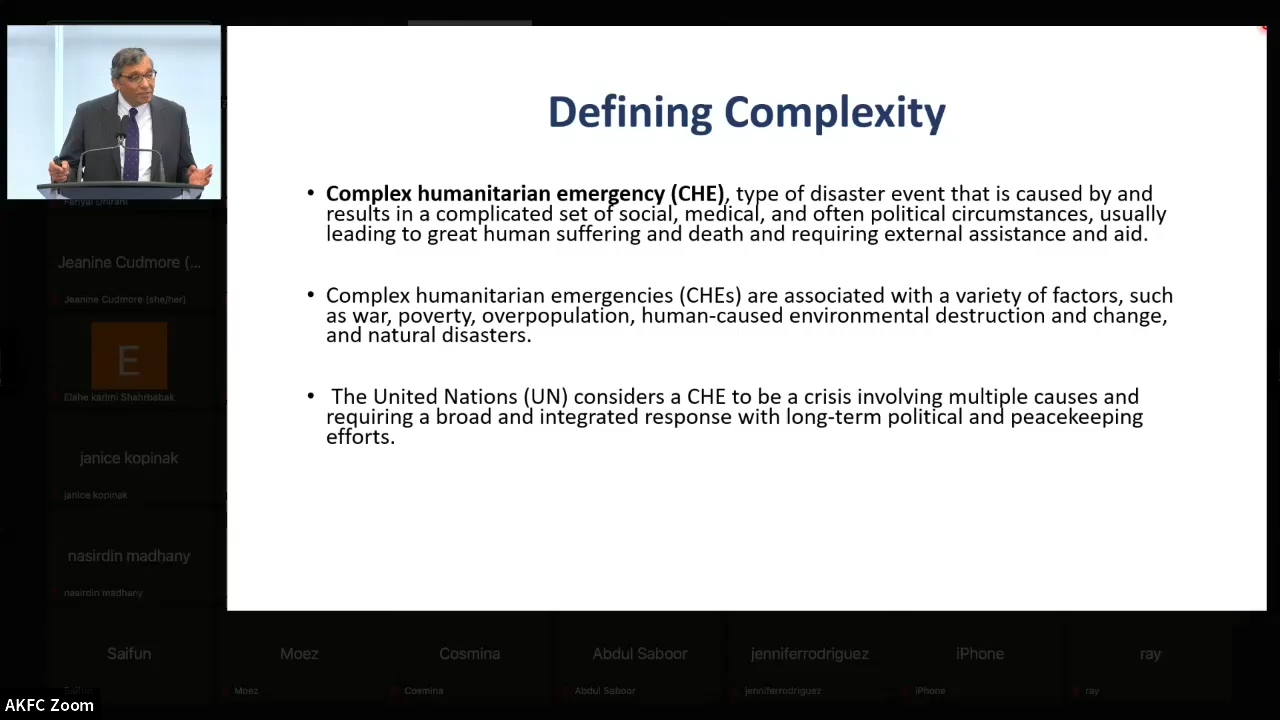 Defining Complexity
• Complex humanitarian emergency (CHE), type of disaster event that is caused by and
results in a complicated set of social, medical, and often political circumstances, usually
leading to great human suffering and death and requiring external assistance and aid.
• Complex humanitarian emergencies (CHEs) are associated with a variety of factors, such
as war, poverty, overpopulation, human-caused environmental destruction and change,
and natural disasters.
• The United Nations (UN) considers a CHE to be a crisis involving multiple causes and
requiring a broad and integrated response with long-term political and peacekeeping
efforts.
Jeanine Cudmore (...
Jeanine Cudmore (she/her)
E
Elahe karimi Shahrbabak
janice kopinak
janice kopinak
nasirdin madhany
nasirdin madhany
Saifun
Moez
Cosmina
Abdul Saboor
jenniferrodriguez
iPhone
ray
Saifun
Moez
Cosmina
Abdul Saboor
jenniferrodriguez
iPhone
ray
AKFC Zoom